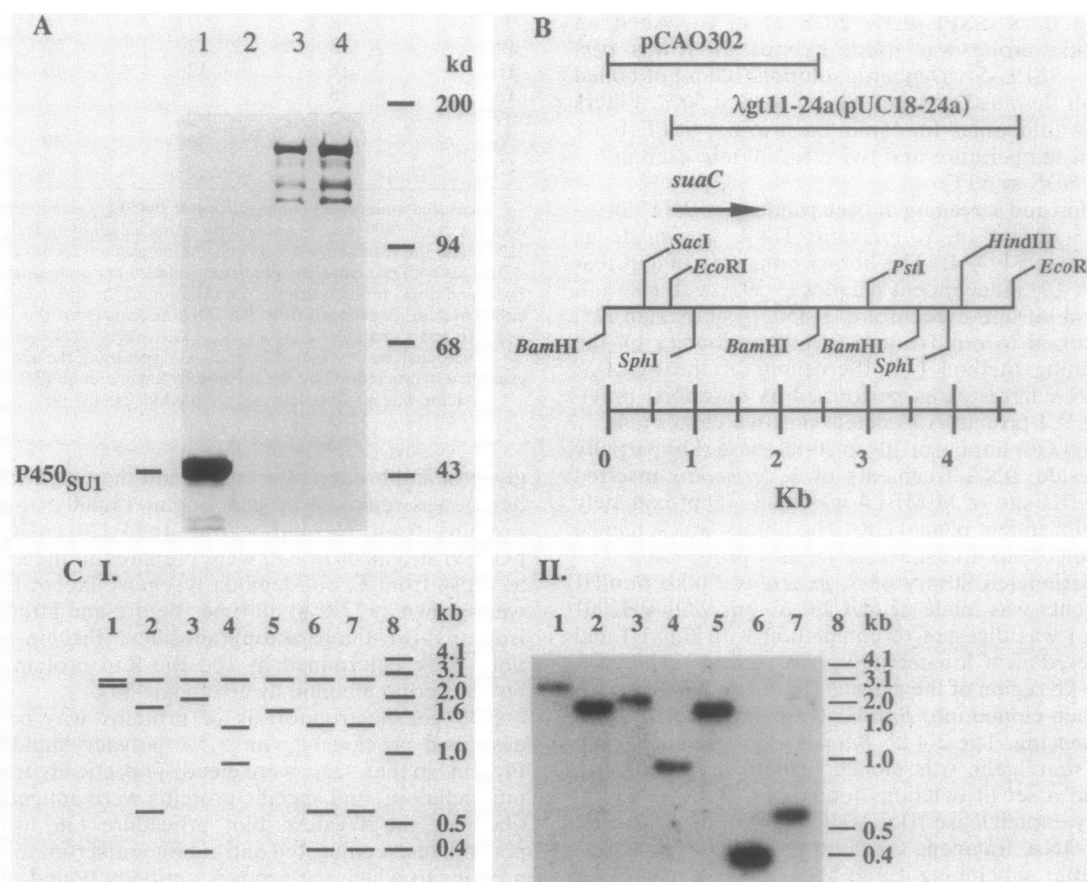 A
B
1 2 3 4
kd
200
94
68
P450SU1
43
pCAO302
λgt11-24a(pUC18-24a)
suaC
SacI
HindIII
EcoRI
PstI
EcoR
BamHI
BamHI
BamHI
SphI
SphI
0 1 2 3 4
Kb
C I.
1 2 3 4 5 6 7 8
kb
4.1
3.1
2.0
1.6
1.0
0.5
0.4
II.
1 2 3 4 5 6 7 8
kb
4.1
3.1
2.0
1.6
1.0
0.5
0.4